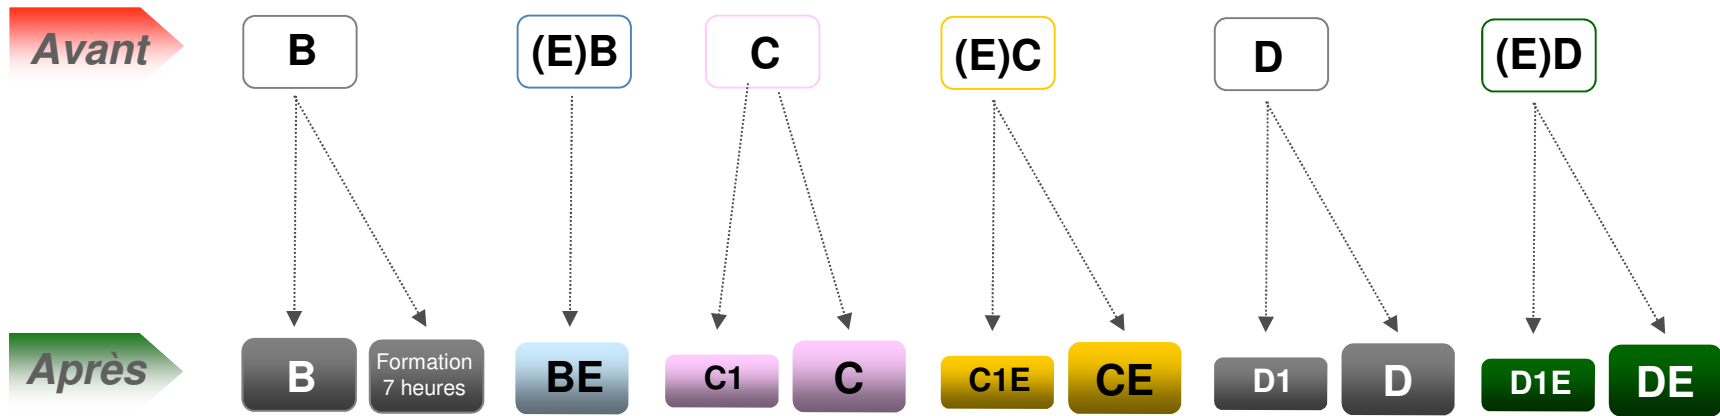 Avant
B
(E)B
C
(E)C
D
(E)D
Après
B
Formation
7 heures
BE
C1
C
C1E
CE
D1
D
D1E
DE